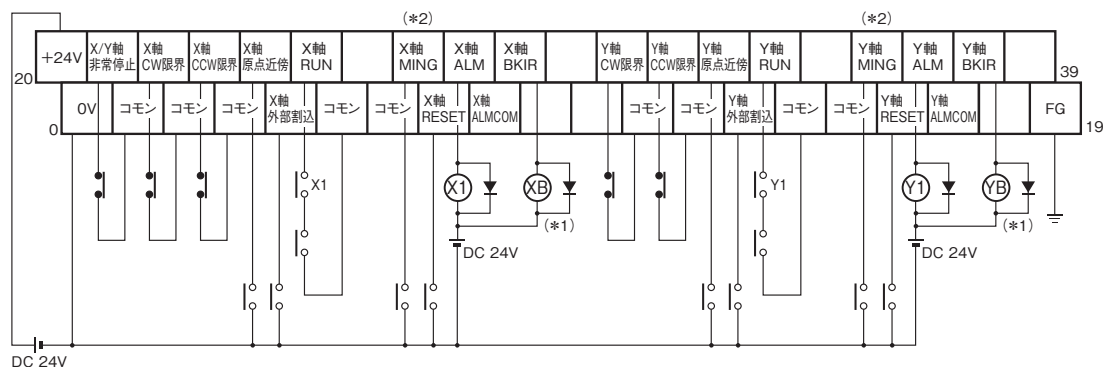 (*2) (*2)
+24V X/Y軸 非常停止 X軸 CW限界 X軸 CCW限界 X軸 原点近傍 X軸 RUN X軸 MING X軸 ALM X軸 BKIR Y軸 CW限界 Y軸 CCW限界 Y軸 原点近傍 Y軸 RUN Y軸 MING Y軸 ALM Y軸 BKIR
20 39
0V コモン コモン コモン X軸 外部割込 コモン コモン X軸 RESET X軸 ALMCOM コモン コモン Y軸 外部割込 コモン コモン Y軸 RESET Y軸 ALMCOM FG
0 19
X1 X1 XB Y1 Y1 YB
(*1) (*1)
DC 24V DC 24V
DC 24V